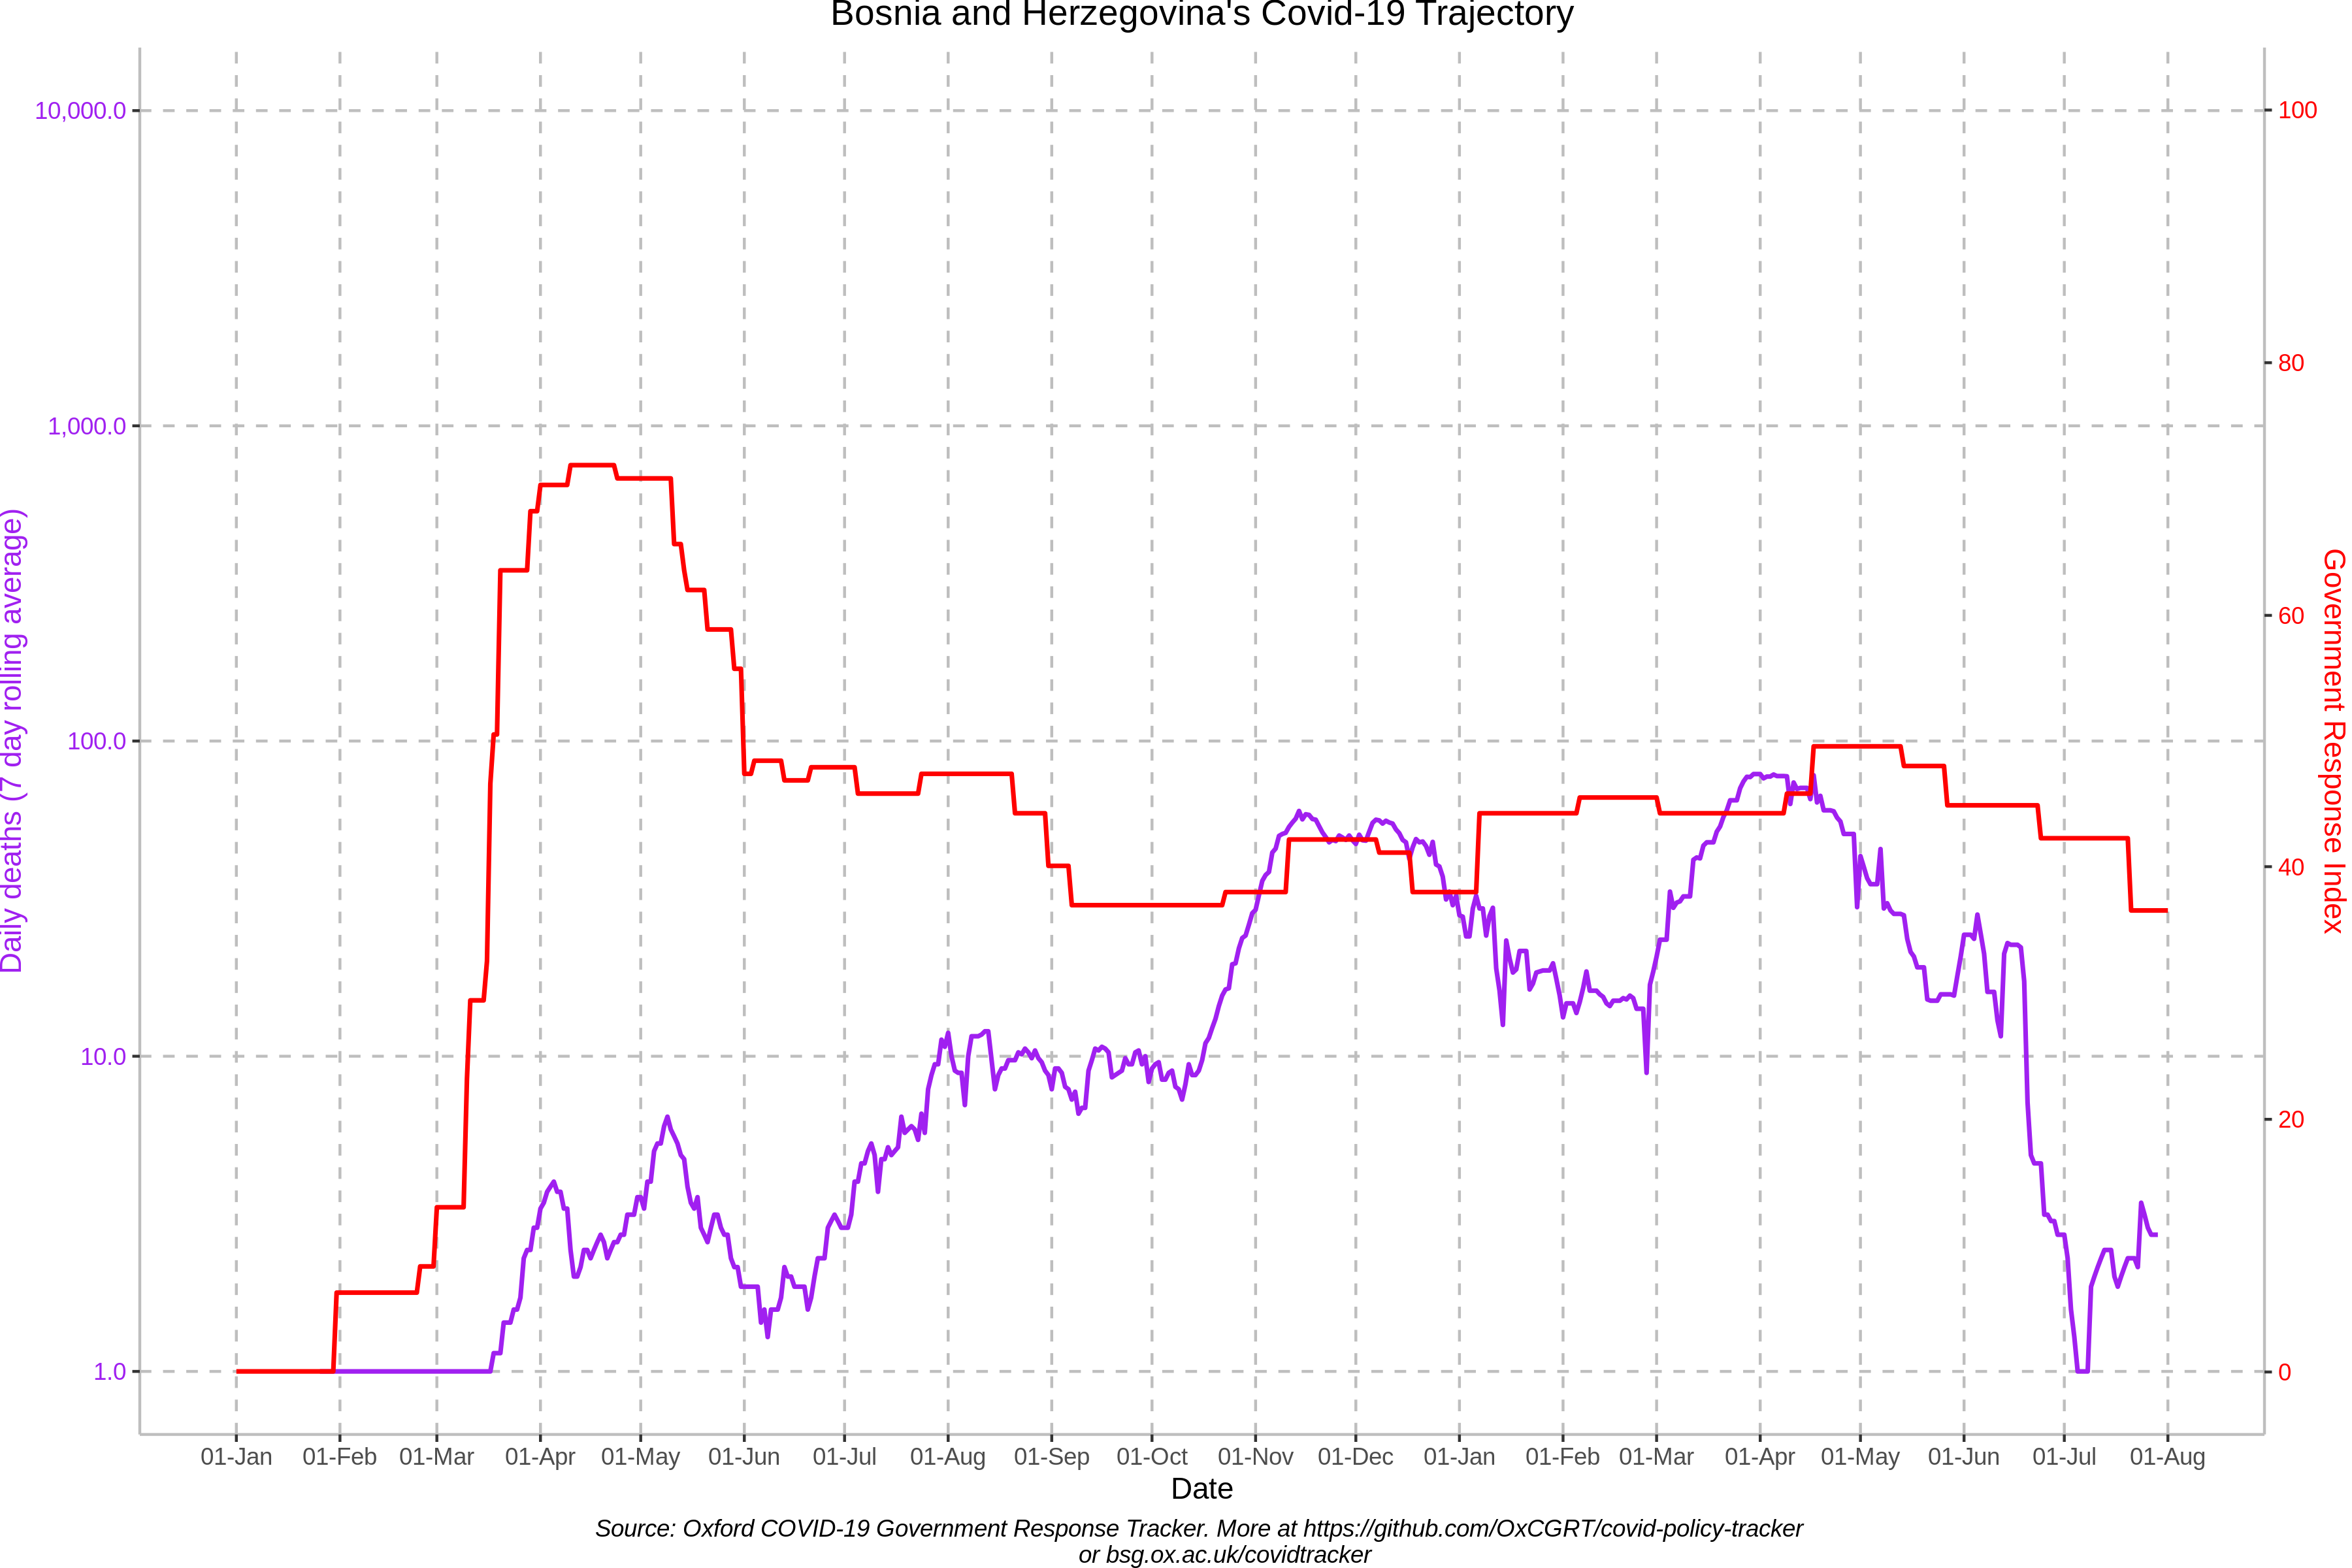 Bosnia and Herzegovina's Covid-19 Trajectory
10,000.0
1,000.0
100.0
10.0
1.0
Daily deaths (7 day rolling average)
100
80
60
40
20
0
Government Response Index
01-Jan 01-Feb 01-Mar 01-Apr 01-May 01-Jun 01-Jul 01-Aug 01-Sep 01-Oct 01-Nov 01-Dec 01-Jan 01-Feb 01-Mar 01-Apr 01-May 01-Jun 01-Jul 01-Aug
Date
Source: Oxford COVID-19 Government Response Tracker. More at https://github.com/OxCGRT/covid-policy-tracker
or bsg.ox.ac.uk/covidtracker